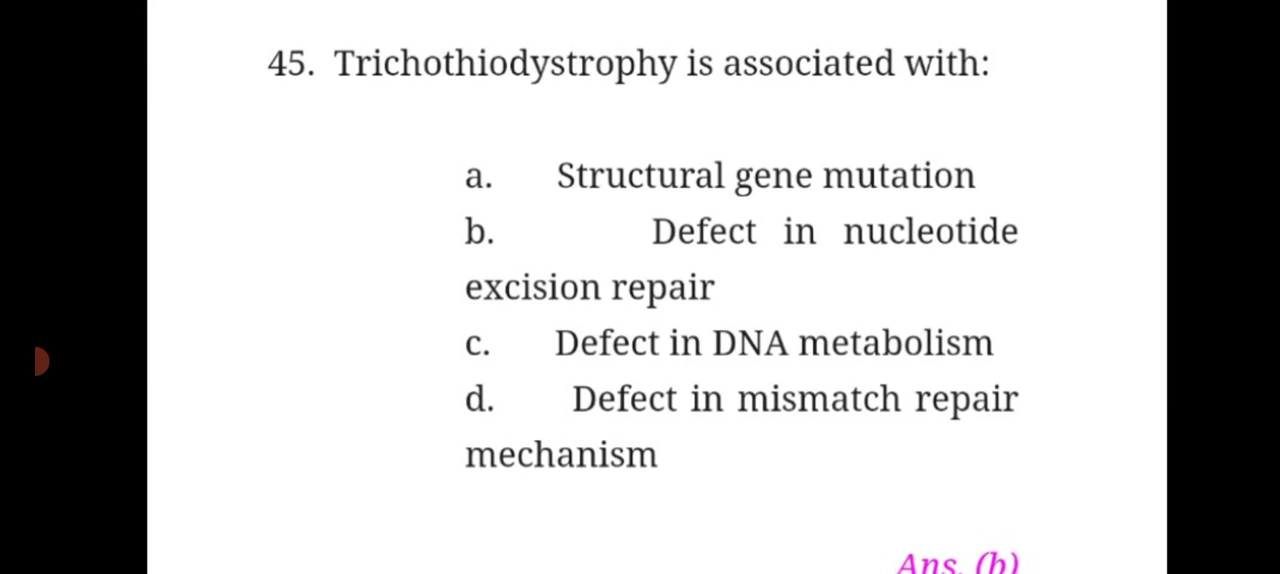 45. Trichothiodystrophy is associated with:
a. Structural gene mutation
b. Defect in nucleotide
excision repair
c. Defect in DNA metabolism
d. Defect in mismatch repair
mechanism
Ans. (b)